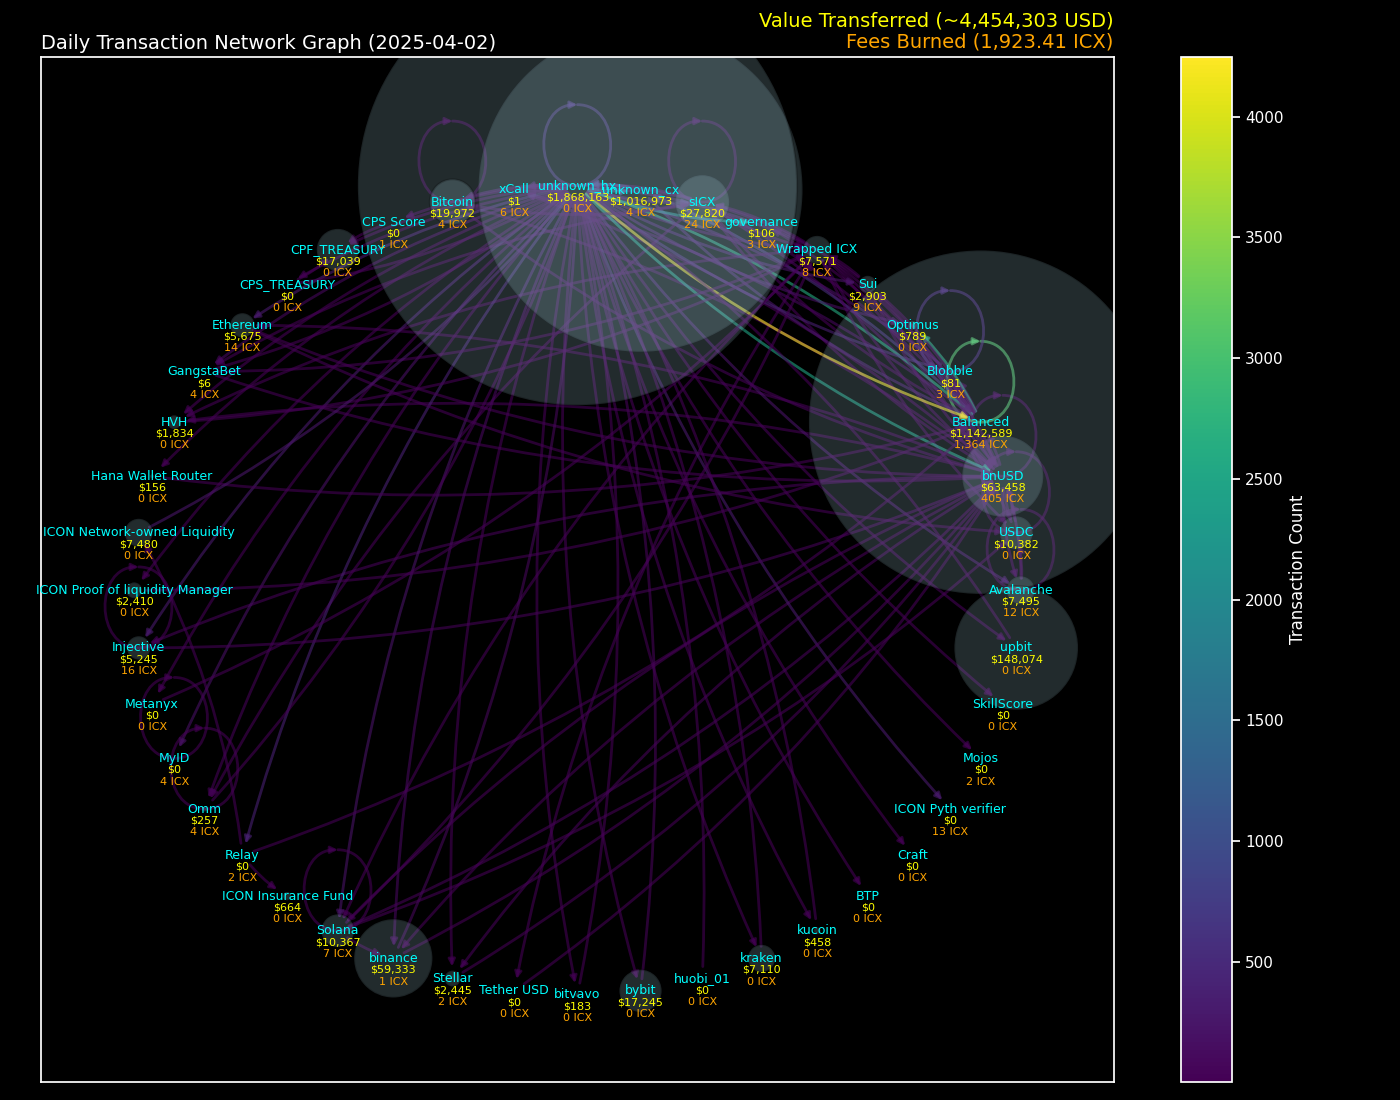 Value Transferred (~4,454,303 USD)
Daily Transaction Network Graph (2025-04-02)
Fees Burned (1,923.41 ICX)
unknown_hx
$1,868,163
0 ICX
unknown_cx
$1,016,973
4 ICX
xCall
$1
6 ICX
Bitcoin
$19,972
4 ICX
sICX
$27,820
24 ICX
CPS Score
$0
1 ICX
governance
$106
3 ICX
CPF_TREASURY
$17,039
0 ICX
Wrapped ICX
$7,571
8 ICX
CPS_TREASURY
$0
0 ICX
Sui
$2,903
9 ICX
Ethereum
$5,675
14 ICX
Optimus
$789
0 ICX
GangstaBet
$6
4 ICX
Blobble
$81
3 ICX
HVH
$1,834
0 ICX
Balanced
$1,142,589
1,364 ICX
Hana Wallet Router
$156
0 ICX
bnUSD
$63,458
405 ICX
ICON Network-owned Liquidity
$7,480
0 ICX
USDC
$10,382
0 ICX
ICON Proof of liquidity Manager
$2,410
0 ICX
Avalanche
$7,495
12 ICX
Injective
$5,245
16 ICX
upbit
$148,074
0 ICX
Metanyx
$0
0 ICX
SkillScore
$0
0 ICX
MyID
$0
4 ICX
Mojos
$0
2 ICX
Omm
$257
4 ICX
ICON Pyth verifier
$0
13 ICX
Relay
$0
2 ICX
Craft
$0
0 ICX
ICON Insurance Fund
$664
0 ICX
BTP
$0
0 ICX
Solana
$10,367
7 ICX
kucoin
$458
0 ICX
binance
$59,333
1 ICX
kraken
$7,110
0 ICX
Stellar
$2,445
2 ICX
huobi_01
$0
0 ICX
Tether USD
$0
0 ICX
bitvavo
$183
0 ICX
bybit
$17,245
0 ICX
4000
3500
3000
2500
2000
1500
1000
500
Transaction Count